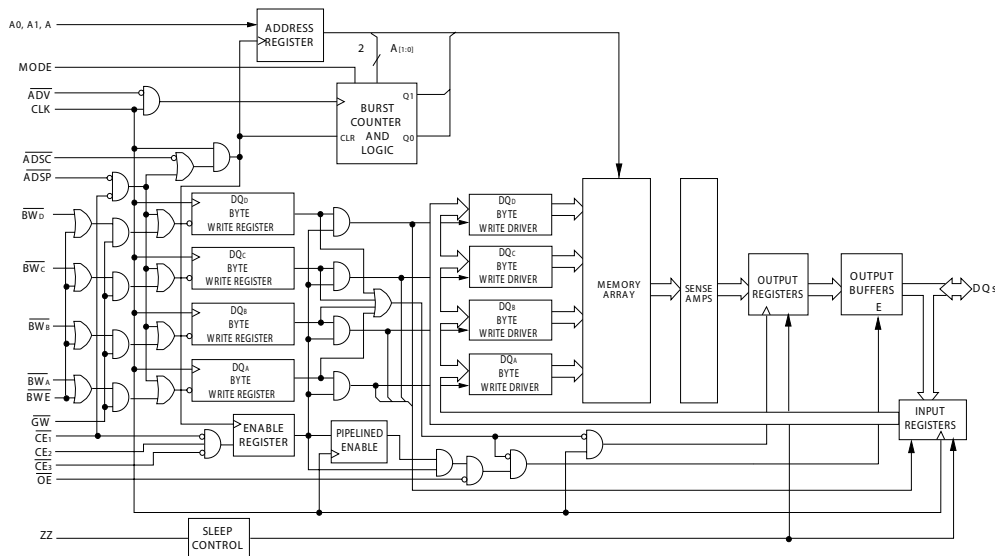 A0, A1, A
ADDRESS
REGISTER
2
A[1:0]
MODE
ADV
CLK
BURST
COUNTER
AND
LOGIC
Q1
CLR
Q0
ADSC
ADSP
BWD
DQD
BYTE
WRITE REGISTER
DQD
BYTE
WRITE DRIVER
BWC
DQC
BYTE
WRITE REGISTER
DQC
BYTE
WRITE DRIVER
MEMORY
ARRAY
SENSE
AMPS
OUTPUT
REGISTERS
OUTPUT
BUFFERS
E
DQs
BWB
DQB
BYTE
WRITE REGISTER
DQB
BYTE
WRITE DRIVER
BWA
BWE
DQA
BYTE
WRITE REGISTER
DQA
BYTE
WRITE DRIVER
GW
CE1
CE2
CE3
OE
ENABLE
REGISTER
PIPELINED
ENABLE
INPUT
REGISTERS
ZZ
SLEEP
CONTROL